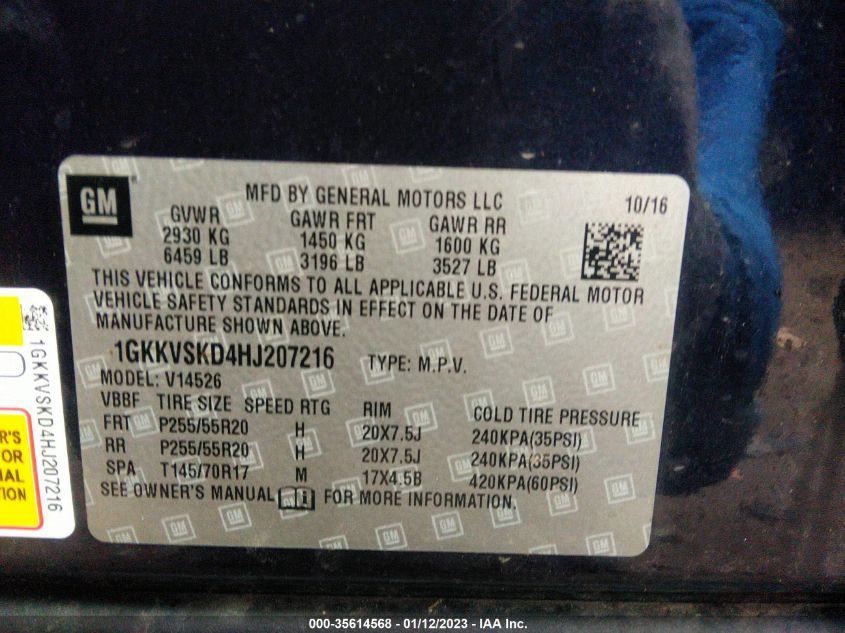 GM
MFD BY GENERAL MOTORS LLC
10/16
GVWR GAWR FRT GAWR RR
2930 KG 1450 KG 1600 KG
6459 LB 3196 LB 3527 LB
THIS VEHICLE CONFORMS TO ALL APPLICABLE U.S. FEDERAL MOTOR
VEHICLE SAFETY STANDARDS IN EFFECT ON THE DATE OF
MANUFACTURE SHOWN ABOVE.
1GKKVSKD4HJ207216 TYPE: M.P.V.
MODEL: V14526
VBBF TIRE SIZE SPEED RTG RIM COLD TIRE PRESSURE
FRT P255/55R20 H 20X7.5J 240KPA(35PSI)
RR P255/55R20 H 20X7.5J 240KPA(35PSI)
SPA T145/70R17 M 17X4.5B 420KPA(60PSI)
SEE OWNER'S MANUAL FOR MORE INFORMATION.
1GKKVSKD4HJ207216
ER'S
FOR
IAL
ATION
000-35614568 - 01/12/2023 - IAA Inc.